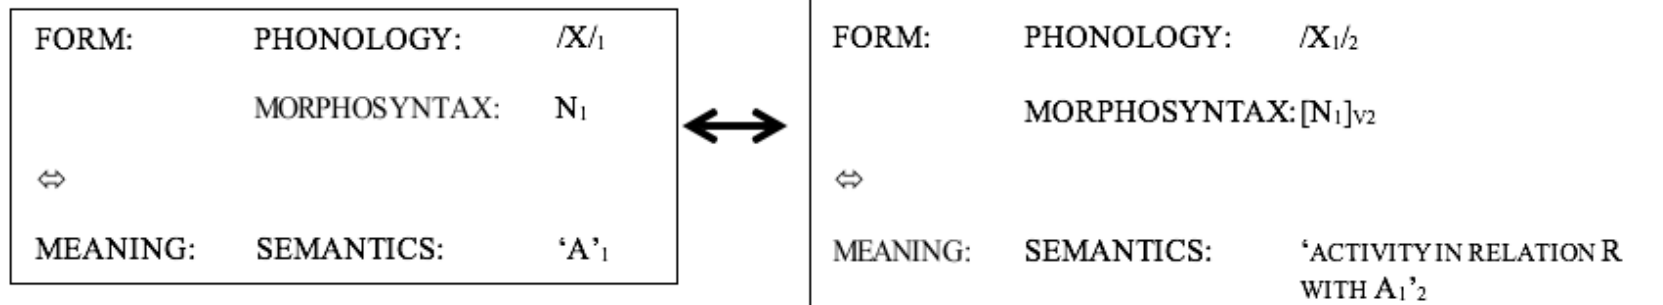 FORM: PHONOLOGY: /X/₁
MORPHOSYNTAX: N₁
⇔
MEANING: SEMANTICS: ‘A’₁
FORM: PHONOLOGY: /X₁/₂
MORPHOSYNTAX: [N₁]V2
⇔
MEANING: SEMANTICS: ‘ACTIVITY IN RELATION R
WITH A₁’₂